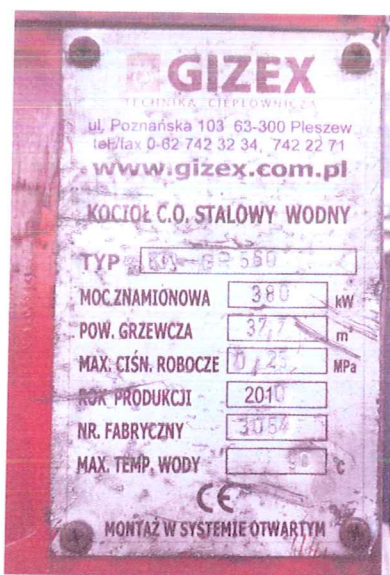 GIZEX
TECHNIKA CIEPŁOWNICZA
ul. Poznańska 103 63-300 Pleszew
tel/fax 0-62 742 32 34, 742 22 71
www.gizex.com.pl
KOCIOŁ C.O. STALOWY WODNY
TYP
MOC ZNAMIONOWA 380 kW
POW. GRZEWCZA 37,7 m²
MAX. CIŚN. ROBOCZE MPa
ROK PRODUKCJI 2010
NR. FABRYCZNY 3054
MAX. TEMP. WODY 90 °C
CE
MONTAŻ W SYSTEMIE OTWARTYM